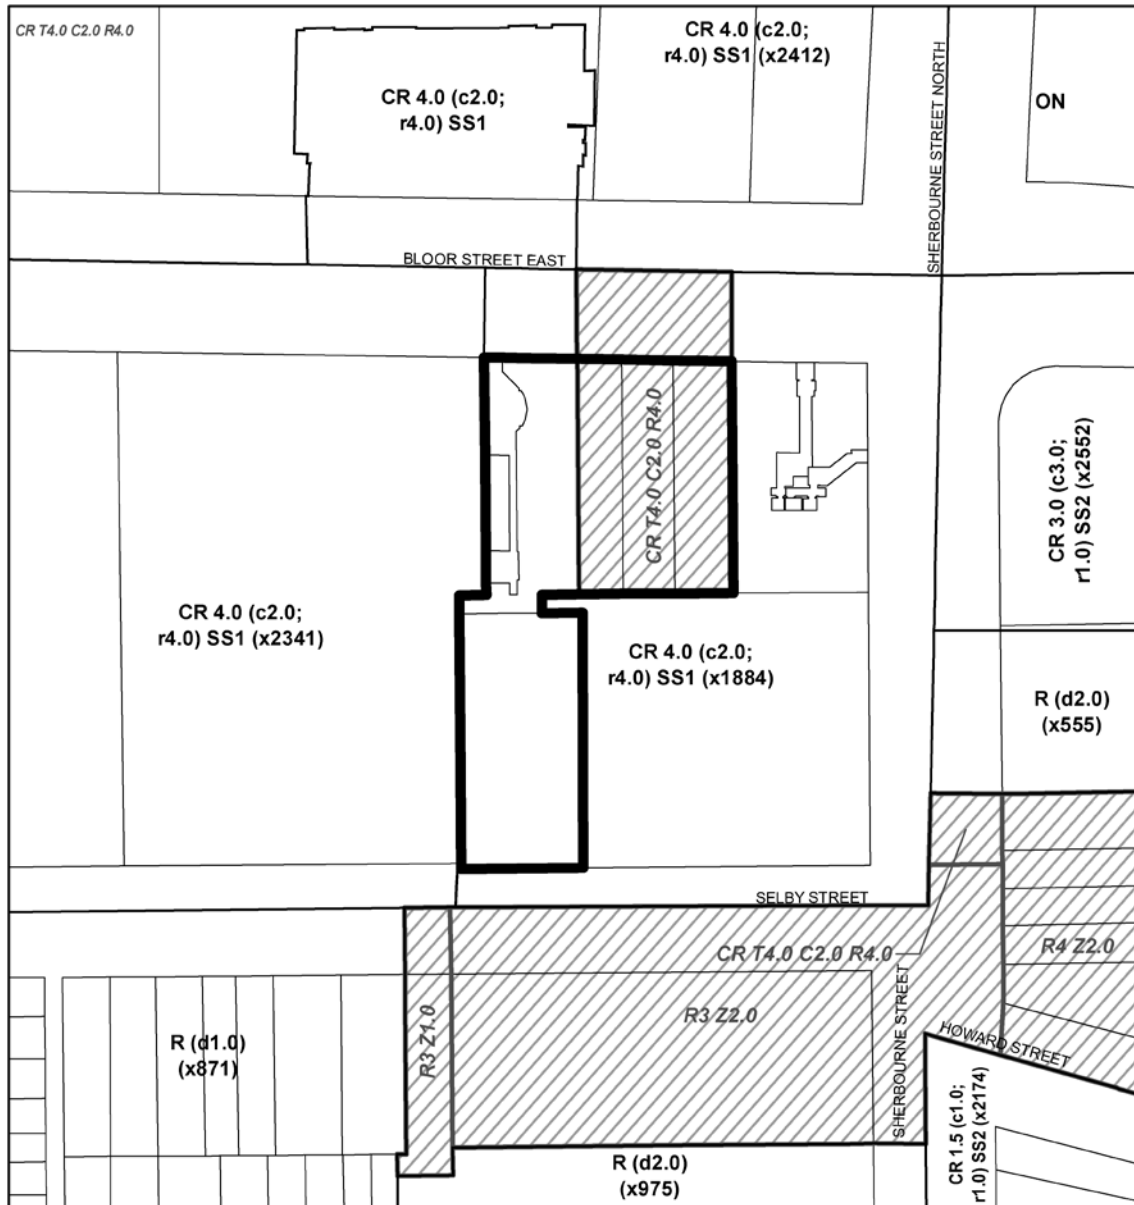 CR T4.0 C2.0 R4.0
CR 4.0 (c2.0;
r4.0) SS1 (x2412)
CR 4.0 (c2.0;
r4.0) SS1
ON
SHERBOURNE STREET NORTH
BLOOR STREET EAST
CR T4.0 C2.0 R4.0
CR 3.0 (c3.0;
r1.0) SS2 (x2552)
CR 4.0 (c2.0;
r4.0) SS1 (x2341)
CR 4.0 (c2.0;
r4.0) SS1 (x1884)
R (d2.0)
(x555)
SELBY STREET
CR T4.0 C2.0 R4.0
R4 Z2.0
R3 Z1.0
R3 Z2.0
SHERBOURNE STREET
HOWARD STREET
R (d1.0)
(x871)
CR 1.5 (c1.0;
r1.0) SS2 (x2174)
R (d2.0)
(x975)